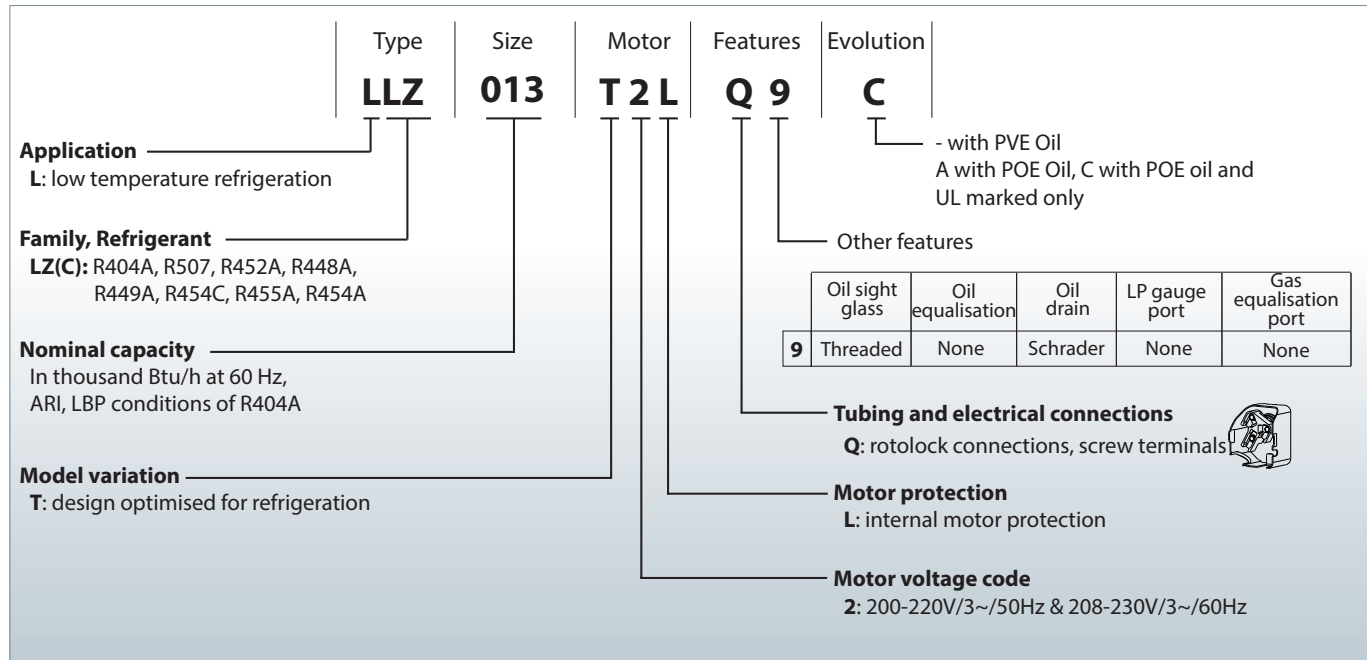 Type Size Motor Features Evolution
LLZ 013 T 2 L Q 9 C
Application
L: low temperature refrigeration
Family, Refrigerant
LZ(C): R404A, R507, R452A, R448A,
R449A, R454C, R455A, R454A
Nominal capacity
In thousand Btu/h at 60 Hz,
ARI, LBP conditions of R404A
Model variation
T: design optimised for refrigeration
- with PVE Oil
A with POE Oil, C with POE oil and
UL marked only
Other features
Oil sight glass Oil equalisation Oil drain LP gauge port Gas equalisation port
9 Threaded None Schrader None None
Tubing and electrical connections
Q: rotolock connections, screw terminals
Motor protection
L: internal motor protection
Motor voltage code
2: 200-220V/3~/50Hz & 208-230V/3~/60Hz